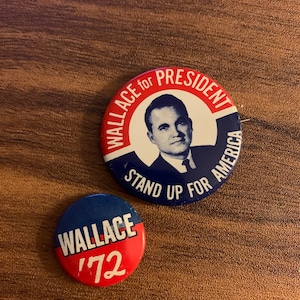 WALLACE for PRESIDENT
STAND UP FOR AMERICA
WALLACE
'72